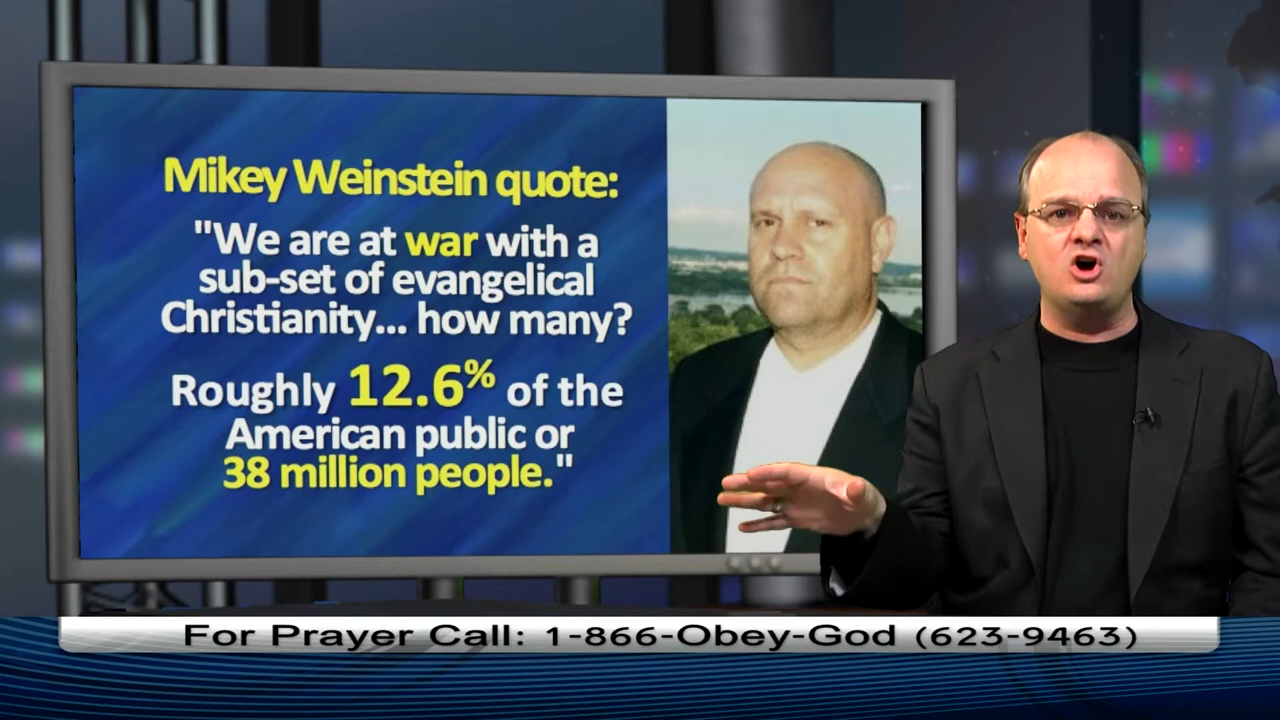 Mikey Weinstein quote:
"We are at war with a
sub-set of evangelical
Christianity... how many?
Roughly 12.6% of the
American public or
38 million people."
For Prayer Call: 1-866-Obey-God (623-9463)